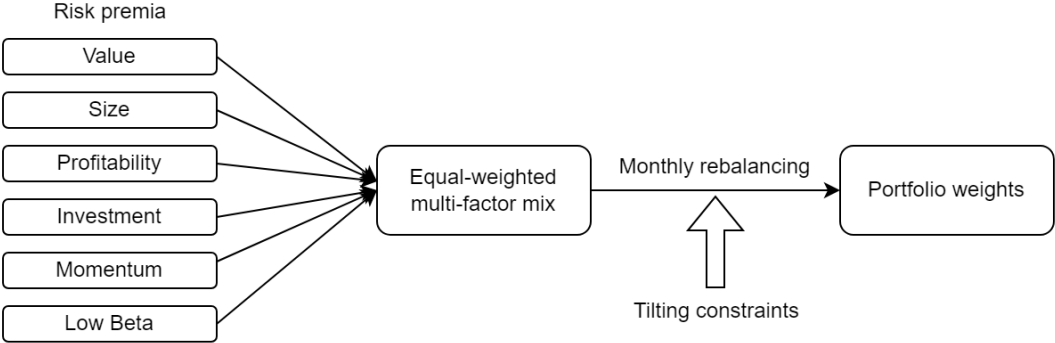 Risk premia
Value
Size
Profitability
Investment
Momentum
Low Beta
Equal-weighted
multi-factor mix
Monthly rebalancing
Tilting constraints
Portfolio weights